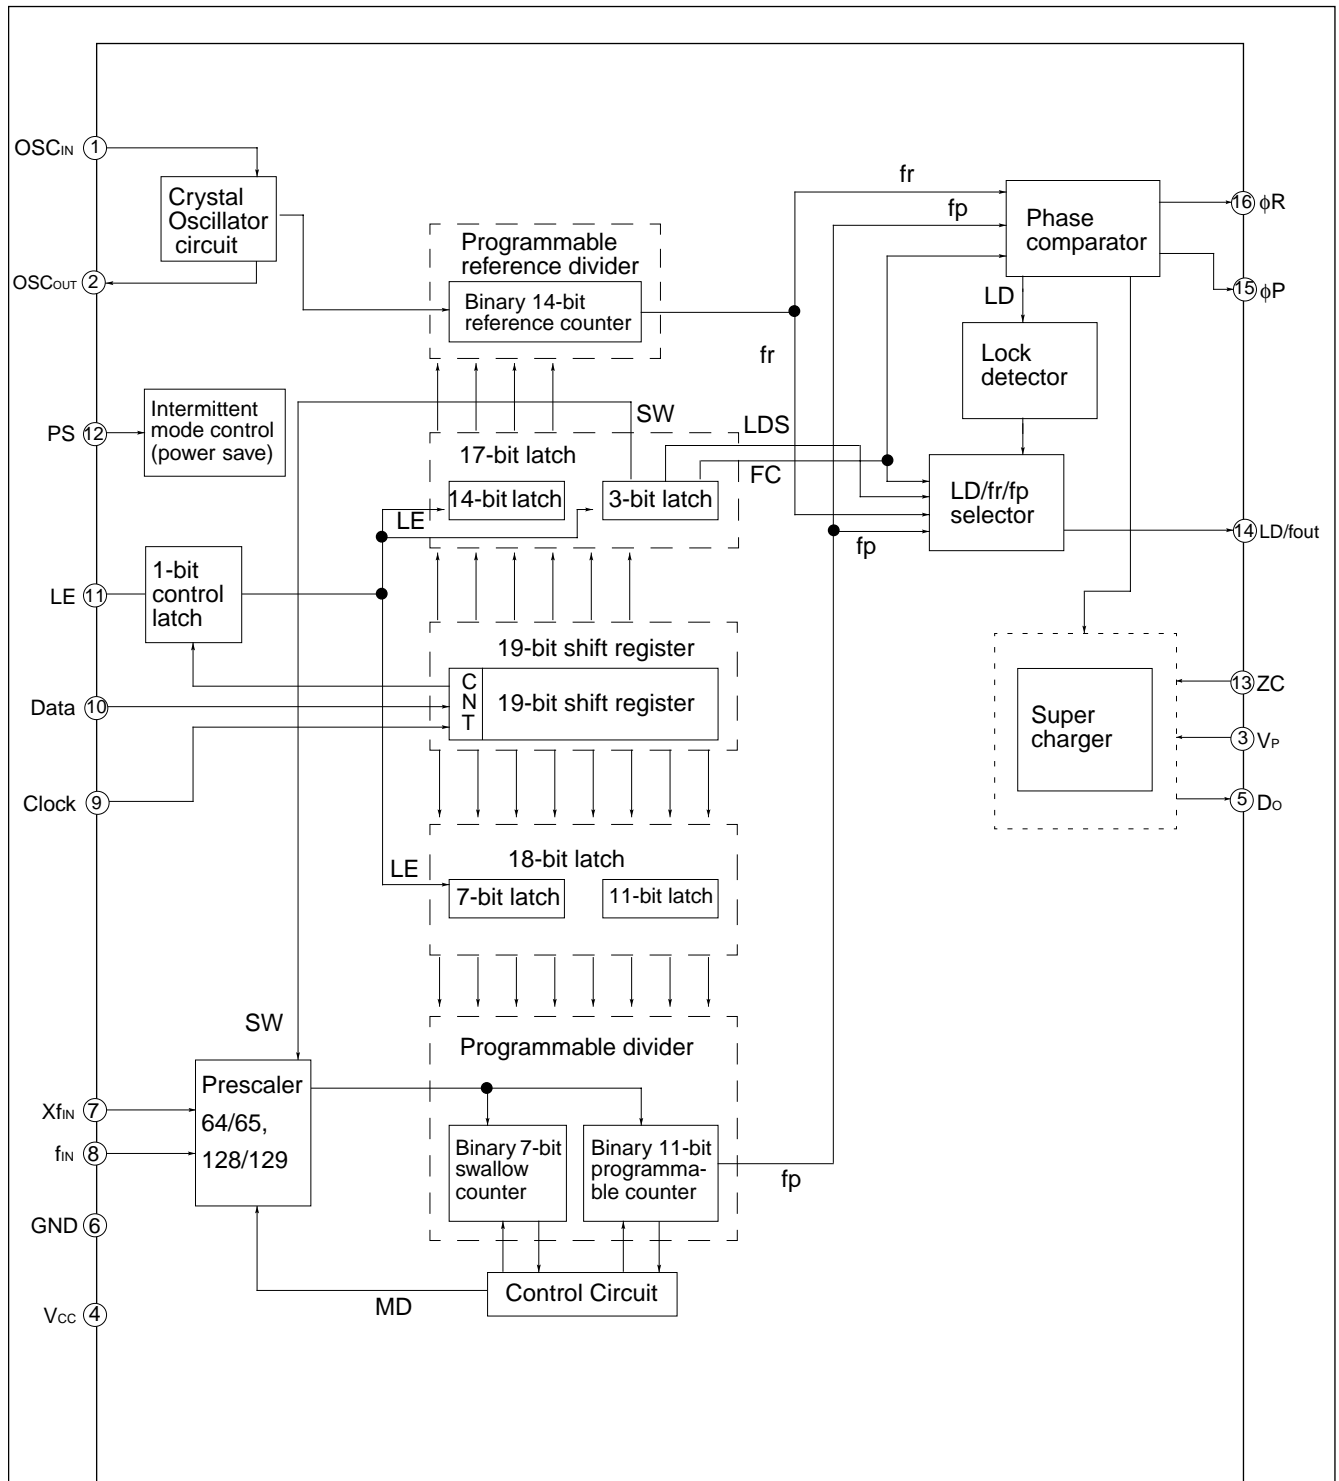 OSCIN 1
Crystal
Oscillator
circuit
OSCOUT 2
Programmable
reference divider
Binary 14-bit
reference counter
fr
fr
fp
Phase
comparator
16 ϕR
15 ϕP
LD
Lock
detector
PS 12
Intermittent
mode control
(power save)
SW
LDS
FC
17-bit latch
14-bit latch
3-bit latch
LE
LD/fr/fp
selector
fp
14 LD/fout
LE 11
1-bit
control
latch
19-bit shift register
C
N
T
19-bit shift register
Data 10
Clock 9
Super
charger
13 ZC
3 VP
5 DO
18-bit latch
LE
7-bit latch
11-bit latch
SW
Programmable divider
Prescaler
64/65,
128/129
XfIN 7
fIN 8
Binary 7-bit
swallow
counter
Binary 11-bit
programma-
ble counter
fp
GND 6
Control Circuit
MD
VCC 4